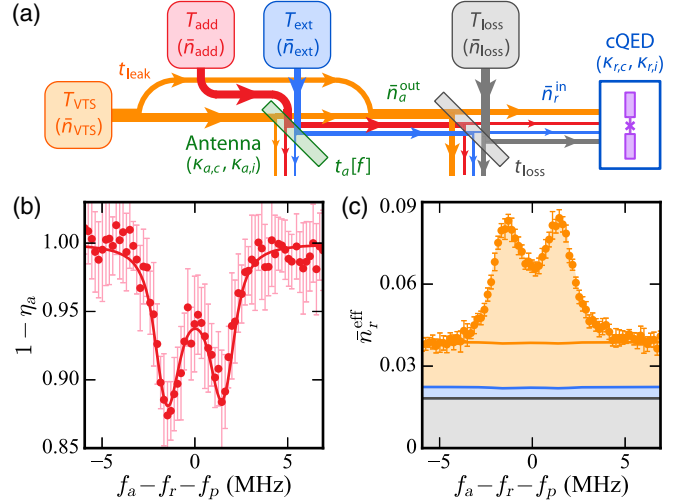 (a)
T_add
(n̄_add)
T_ext
(n̄_ext)
T_loss
(n̄_loss)
cQED
(κ_r,c, κ_r,i)
t_leak
T_VTS
(n̄_VTS)
n̄_a^out
n̄_r^in
Antenna
(κ_a,c, κ_a,i)
t_a[f]
t_loss
(b)
1.00
0.95
0.90
0.85
1 − η_a
−5 0 5
f_a − f_r − f_p (MHz)
(c)
0.09
0.06
0.03
0
n̄_r^eff
−5 0 5
f_a − f_r − f_p (MHz)